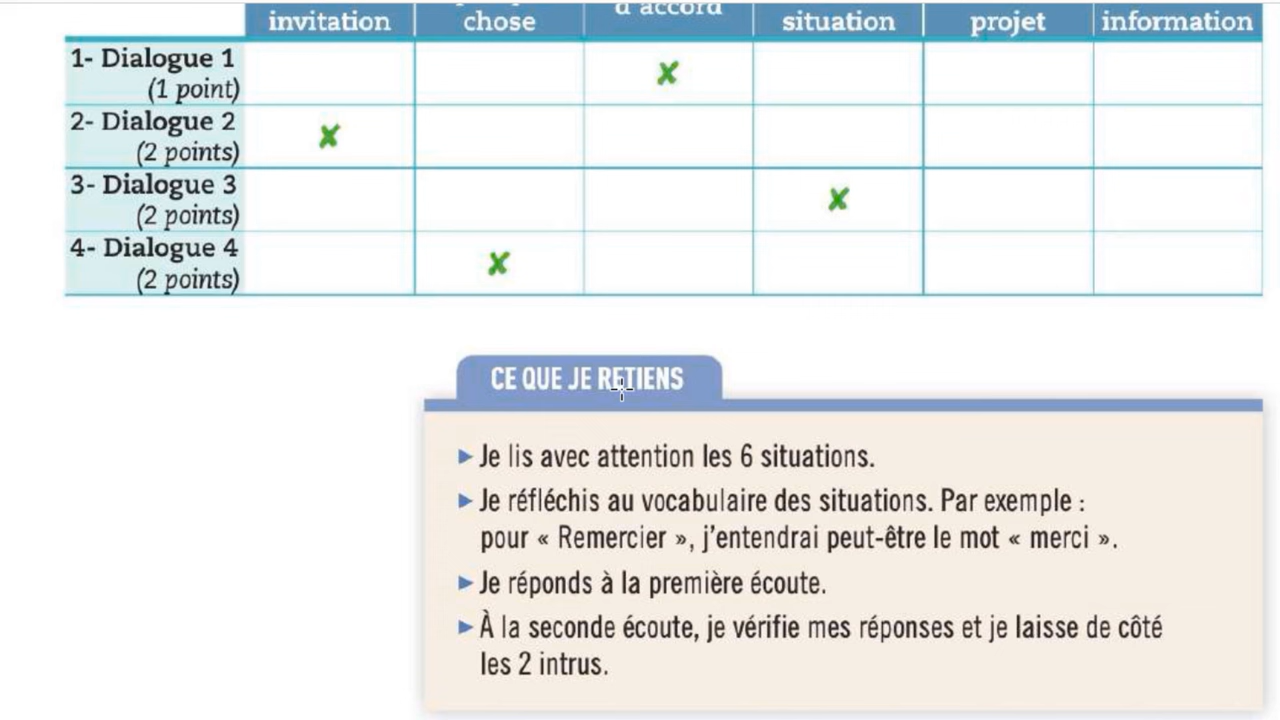 invitation chose d'accord situation projet information
1- Dialogue 1
(1 point)
2- Dialogue 2
(2 points)
3- Dialogue 3
(2 points)
4- Dialogue 4
(2 points)
CE QUE JE RETIENS
► Je lis avec attention les 6 situations.
► Je réfléchis au vocabulaire des situations. Par exemple :
pour « Remercier », j'entendrai peut-être le mot « merci ».
► Je réponds à la première écoute.
► À la seconde écoute, je vérifie mes réponses et je laisse de côté
les 2 intrus.